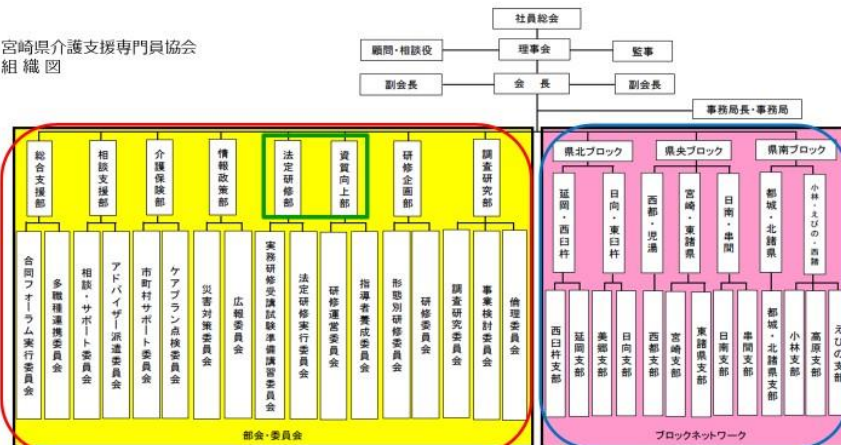 宮崎県介護支援専門員協会
組 織 図
社員総会
顧問・相談役
理事会
監事
副会長
会 長
副会長
事務局長・事務局
総合支援部
相談支援部
介護保険部
情報政策部
法定研修部
資質向上部
研修企画部
調査研究部
合同フォーラム実行委員会
多職種連携委員会
相談・サポート委員会
アドバイザー派遣委員会
市町村サポート委員会
ケアプラン点検委員会
災害対策委員会
広報委員会
実務研修受講試験準備講習委員会
法定研修実行委員会
研修運営委員会
指導者養成委員会
形態別研修委員会
研修委員会
調査研究委員会
事業検討委員会
倫理委員会
部会・委員会
県北ブロック
県央ブロック
県南ブロック
延岡・西臼杵
日向・東臼杵
西都・児湯
宮崎・東諸県
日南・串間
都城・北諸県
小林・えびの・西諸
西臼杵支部
延岡支部
美郷支部
日向支部
西都支部
宮崎支部
東諸県支部
日南支部
串間支部
都城・北諸県支部
小林支部
高原支部
えびの支部
ブロックネットワーク